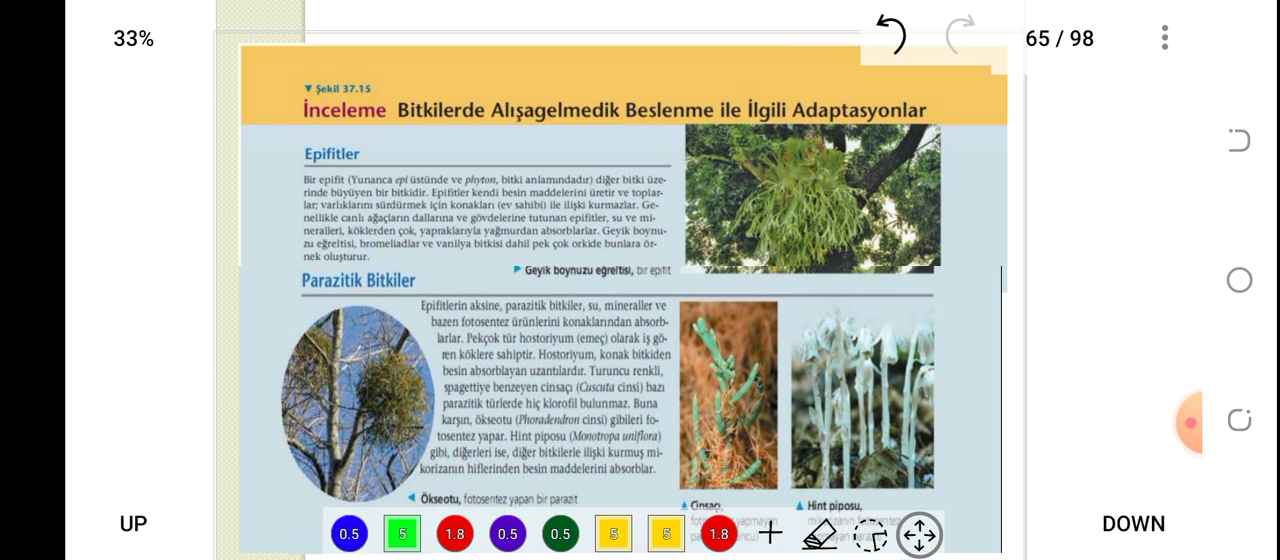 33%
65 / 98
▼ Şekil 37.15
İnceleme Bitkilerde Alışagelmedik Beslenme ile İlgili Adaptasyonlar
Epifitler
Bir epifit (Yunanca epi üstünde ve phyton, bitki anlamındadır) diğer bitki üze-
rinde büyüyen bir bitkidir. Epifitler kendi besin maddelerini üretir ve toplar-
lar; varlıklarını sürdürmek için konakları (ev sahibi) ile ilişki kurmazlar. Ge-
nellikle canlı ağaçların dallarına ve gövdelerine tutunan epifitler, su ve mi-
neralleri, köklerden çok, yapraklarıyla yağmurdan absorblarlar. Geyik boynu-
zu eğreltisi, bromeliadlar ve vanilya bitkisi dahil pek çok orkide bunlara ör-
nek oluşturur.
▶ Geyik boynuzu eğreltisi, bir epifit
Parazitik Bitkiler
Epifitlerin aksine, parazitik bitkiler, su, mineraller ve
bazen fotosentez ürünlerini konaklarından absorb-
larlar. Pekçok tür hostoriyum (emeç) olarak iş gö-
ren köklere sahiptir. Hostoriyum, konak bitkiden
besin absorblayan uzantılardır. Turuncu renkli,
spagettiye benzeyen cinsaçı (Cuscuta cinsi) bazı
parazitik türlerde hiç klorofil bulunmaz. Buna
karşın, ökseotu (Phoradendron cinsi) gibileri fo-
tosentez yapar. Hint piposu (Monotropa uniflora)
gibi, diğerleri ise, diğer bitkilerle ilişki kurmuş mi-
korizanın hiflerinden besin maddelerini absorblar.
◀ Ökseotu, fotosentez yapan bir parazit
▲ Cinsaçı,
▲ Hint piposu,
UP
0.5 5 1.8 0.5 0.5 5 5 1.8
DOWN